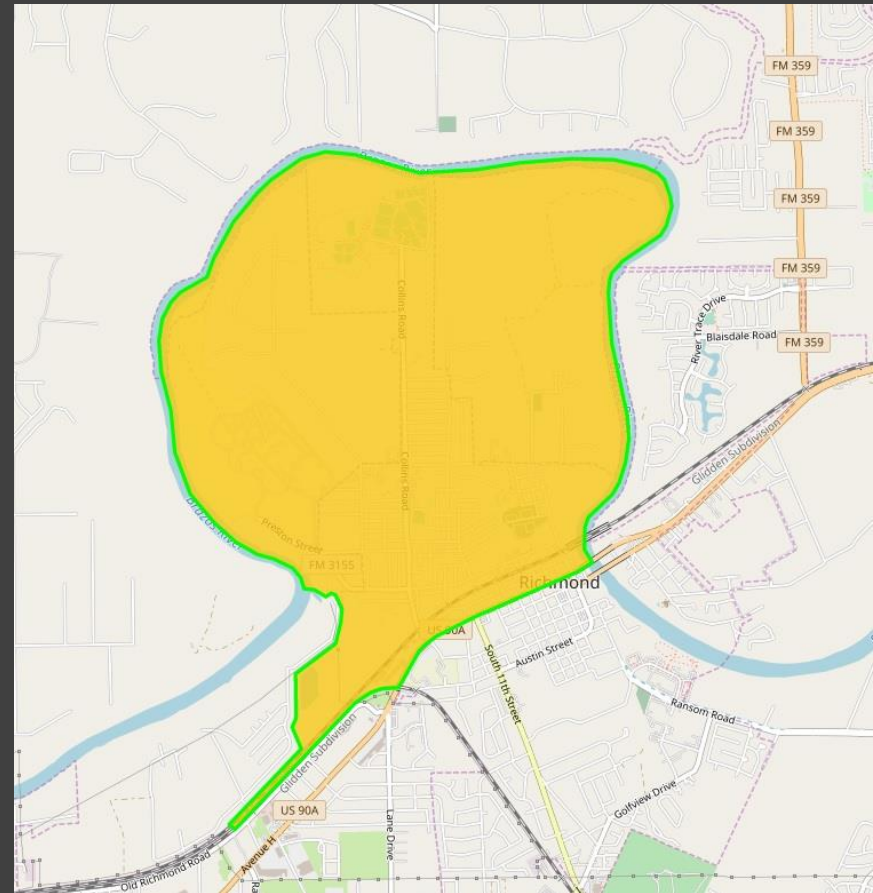 FM 359
FM 359
FM 359
FM 359
River Trace Drive
Blaisdale Road
FM 359
Collins Road
Glidden Subdivision
Collins Road
Brazos River
Preston Street
FM 3155
Richmond
US 90A
South 11th Street
Austin Street
Ransom Road
Glidden Subdivision
US 90A
Golfview Drive
Lane Drive
Avenue H
Old Richmond Road